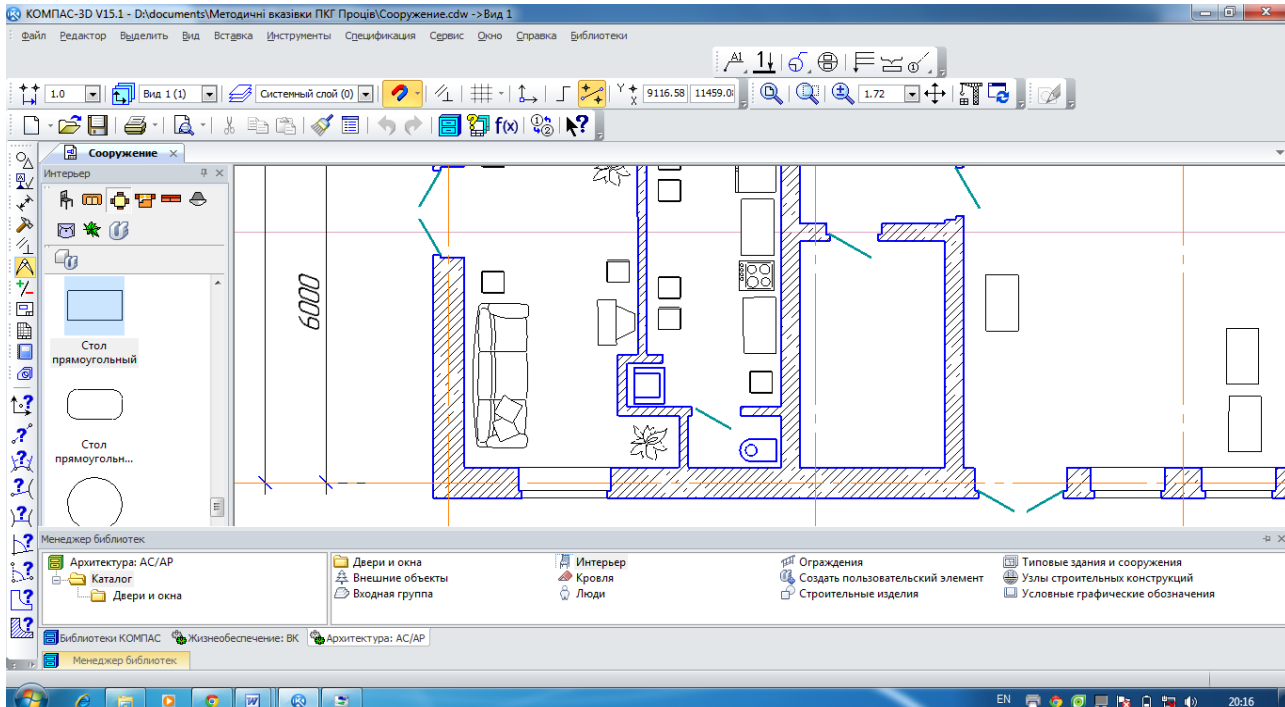 КОМПАС-3D V15.1 - D:\documents\Методичні вказівки ПКГ Проців\Сооружение.cdw ->Вид 1
Файл Редактор Выделить Вид Вставка Инструменты Спецификация Сервис Окно Справка Библиотеки
1.0 Вид 1 (1) Системный слой (0) 9116.58 11459.0 1.72
f(x)
Сооружение
Интерьер
6000
Стол
прямоугольный
Стол
прямоугольн...
Менеджер библиотек
Архитектура: АС/АР
Каталог
Двери и окна
Двери и окна
Внешние объекты
Входная группа
Интерьер
Кровля
Люди
Ограждения
Создать пользовательский элемент
Строительные изделия
Типовые здания и сооружения
Узлы строительных конструкций
Условные графические обозначения
Библиотеки КОМПАС Жизнеобеспечение: ВК Архитектура: АС/АР
Менеджер библиотек
EN 20:16